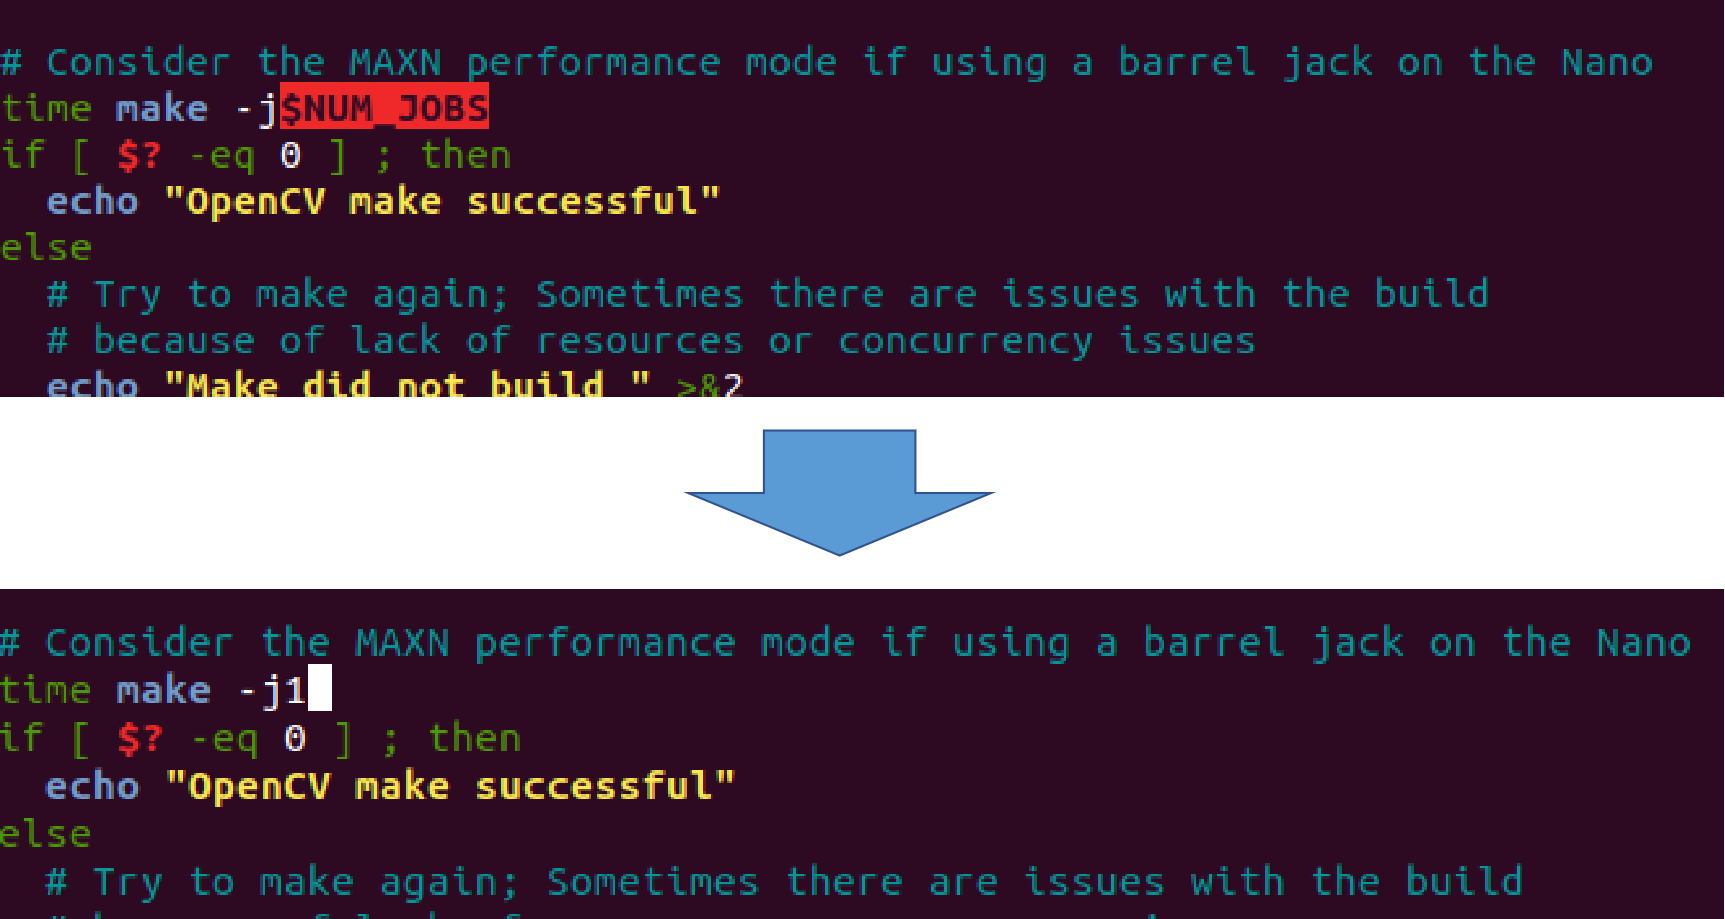 # Consider the MAXN performance mode if using a barrel jack on the Nano
time make -j$NUM_JOBS
if [ $? -eq 0 ] ; then
  echo "OpenCV make successful"
else
  # Try to make again; Sometimes there are issues with the build
  # because of lack of resources or concurrency issues
  echo "Make did not build " >&2
# Consider the MAXN performance mode if using a barrel jack on the Nano
time make -j1
if [ $? -eq 0 ] ; then
  echo "OpenCV make successful"
else
  # Try to make again; Sometimes there are issues with the build